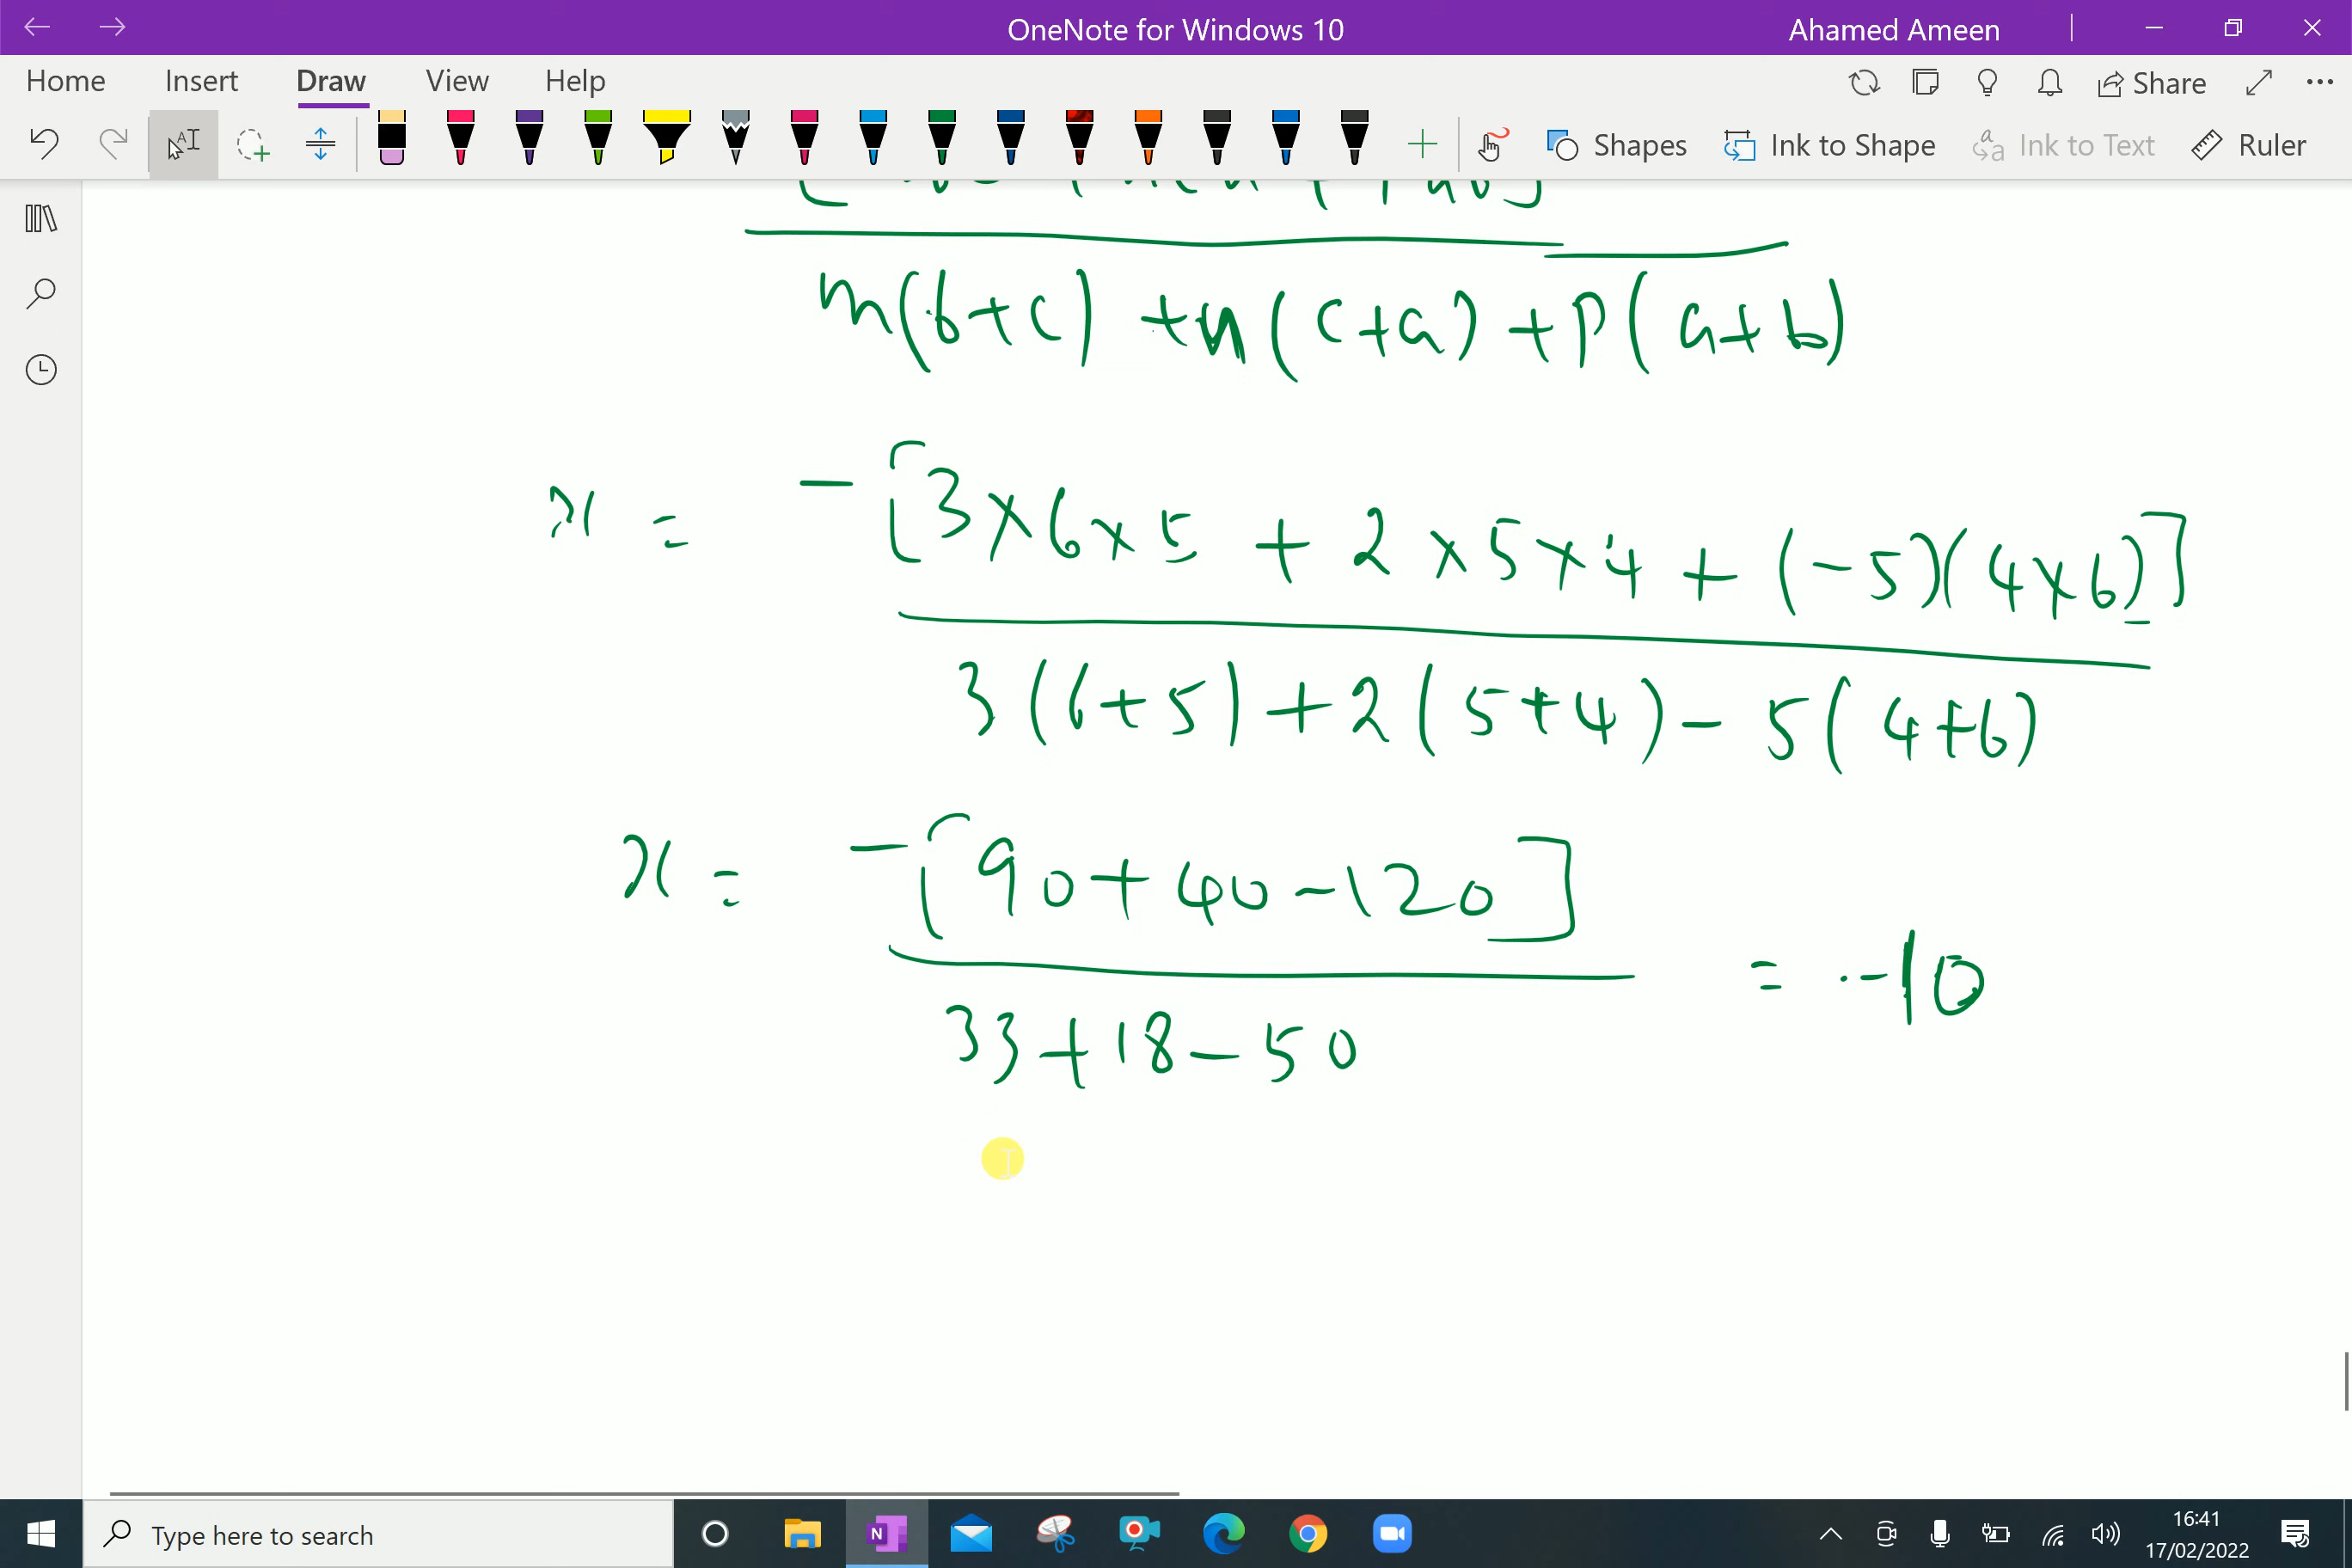 OneNote for Windows 10
Ahamed Ameen
Home Insert Draw View Help
Share
Shapes Ink to Shape Ink to Text Ruler
m(b+c) +n(c+a) +p(a+b)
x = -[3×6×5 + 2×5×4 + (-5)(4×6)]
3(6+5)+2(5+4)-5(4+6)
x = -[90+40-120]
= -10
33+18-50
Type here to search
16:41
17/02/2022